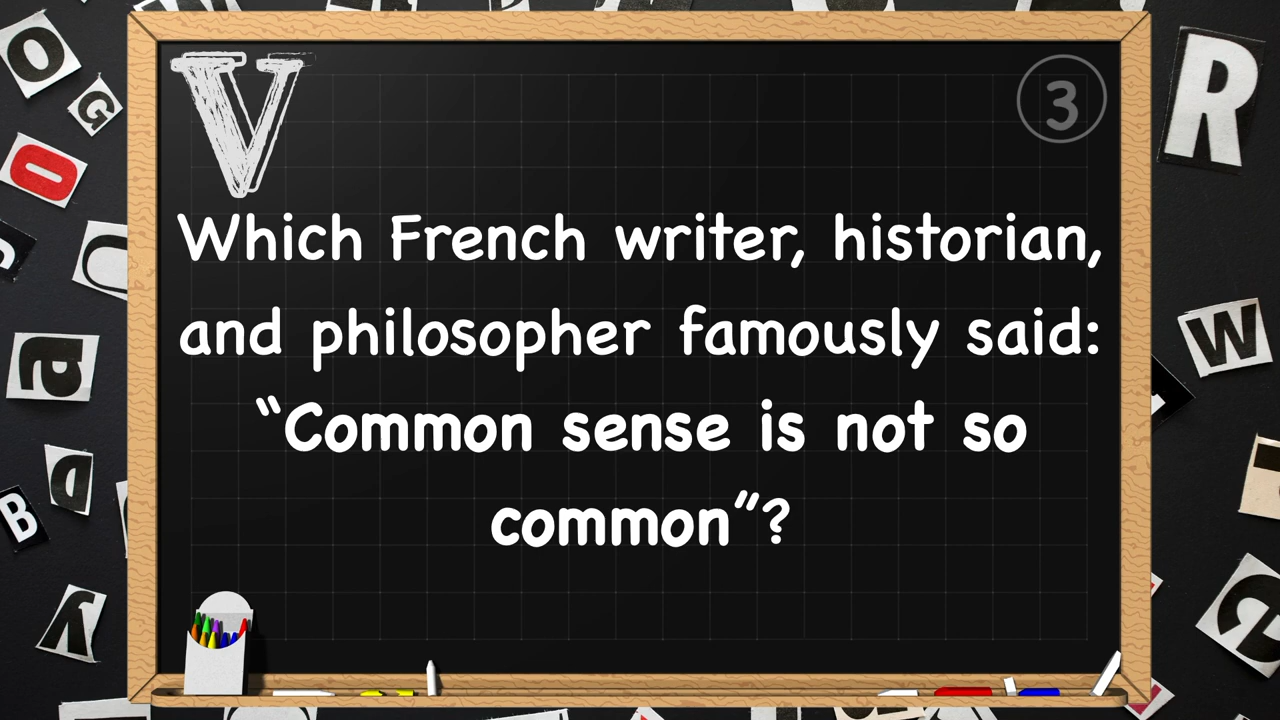 V
3
Which French writer, historian,
and philosopher famously said:
“Common sense is not so
common”?
O
G
O
a
D
B
y
R
W